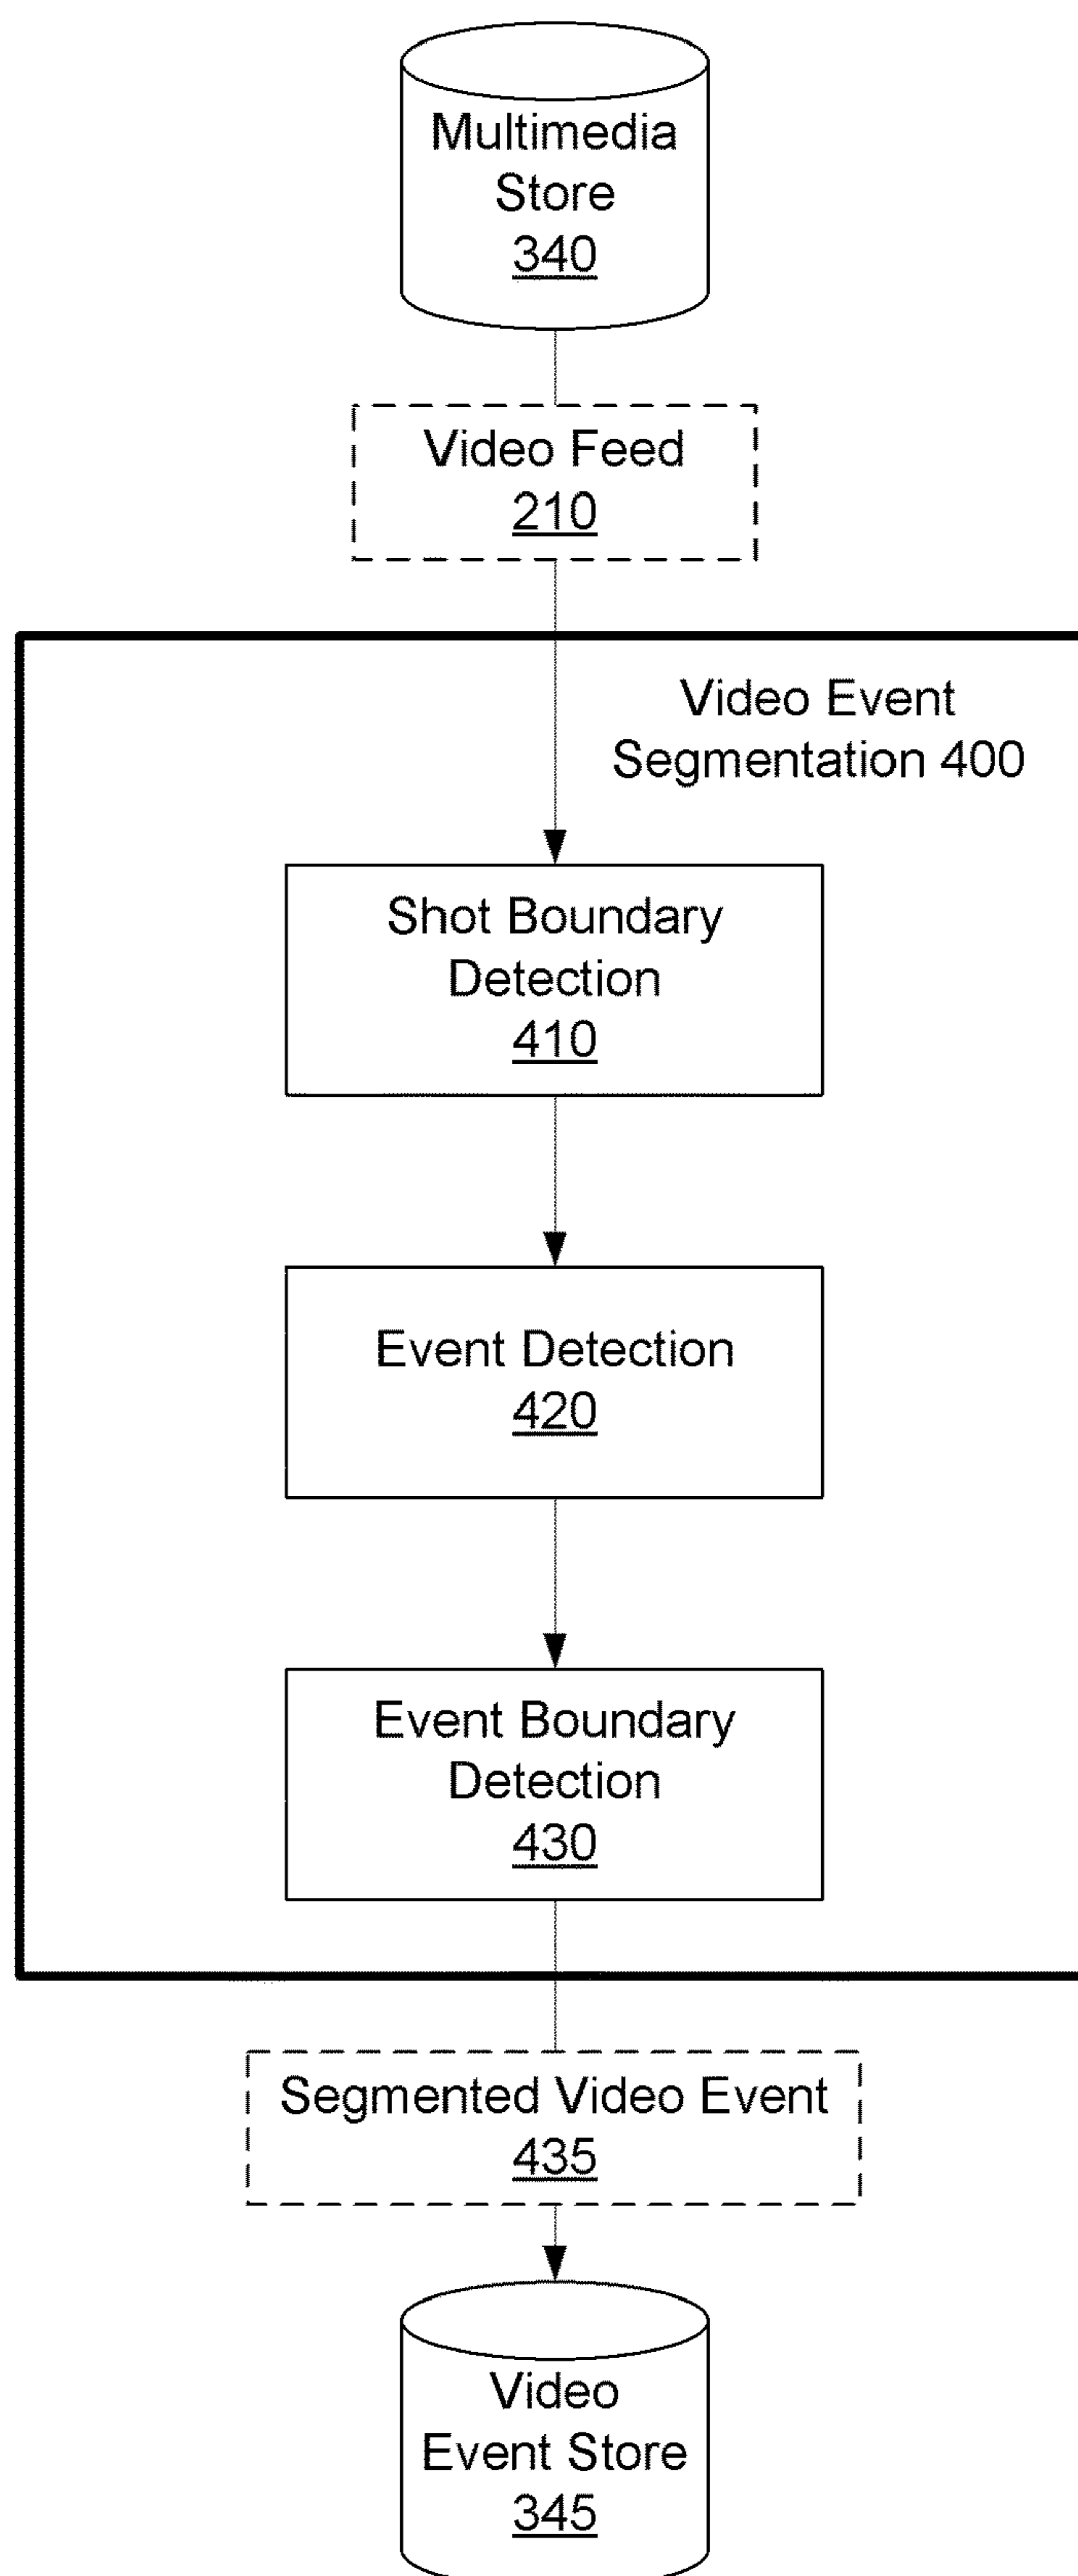 Multimedia
Store
340
Video Feed
210
Video Event
Segmentation 400
Shot Boundary
Detection
410
Event Detection
420
Event Boundary
Detection
430
Segmented Video Event
435
Video
Event Store
345